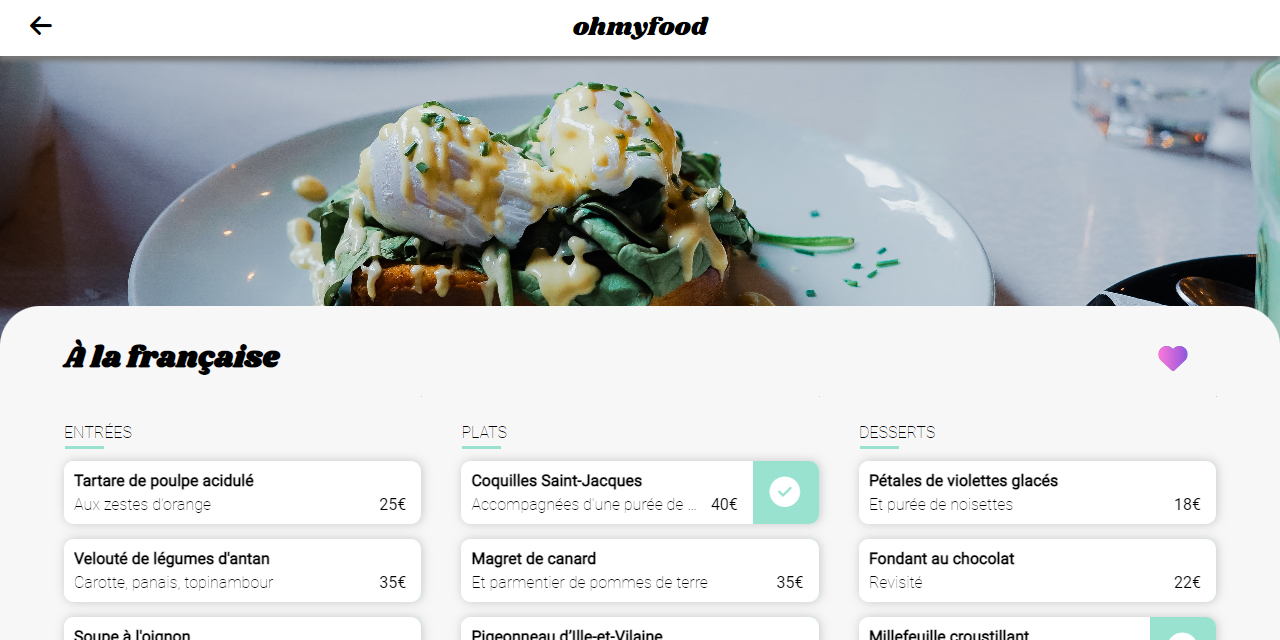 ohmyfood
À la française
ENTRÉES
Tartare de poulpe acidulé
Aux zestes d'orange 25€
Velouté de légumes d'antan
Carotte, panais, topinambour 35€
Soupe à l'oignon
PLATS
Coquilles Saint-Jacques
Accompagnées d'une purée de ... 40€
Magret de canard
Et parmentier de pommes de terre 35€
Pigeonneau d’Ille-et-Vilaine
DESSERTS
Pétales de violettes glacés
Et purée de noisettes 18€
Fondant au chocolat
Revisité 22€
Millefeuille croustillant